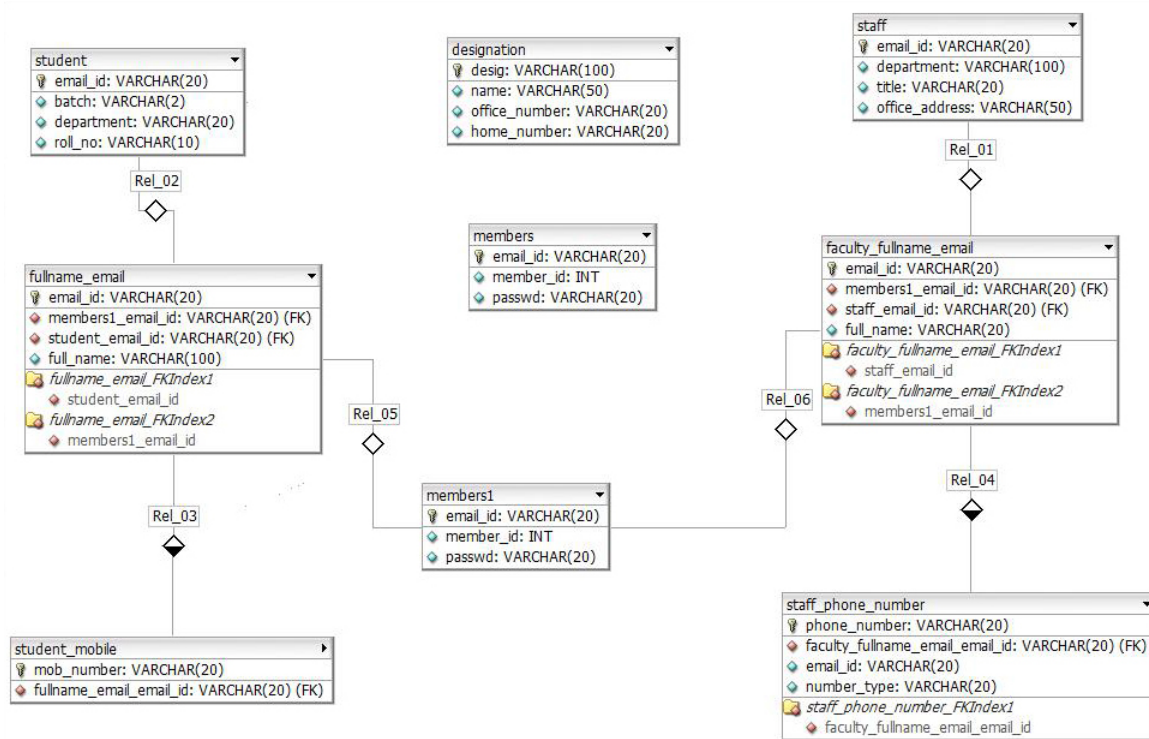 student
email_id: VARCHAR(20)
batch: VARCHAR(2)
department: VARCHAR(20)
roll_no: VARCHAR(10)
designation
desig: VARCHAR(100)
name: VARCHAR(50)
office_number: VARCHAR(20)
home_number: VARCHAR(20)
staff
email_id: VARCHAR(20)
department: VARCHAR(100)
title: VARCHAR(20)
office_address: VARCHAR(50)
Rel_02
Rel_01
members
email_id: VARCHAR(20)
member_id: INT
passwd: VARCHAR(20)
fullname_email
email_id: VARCHAR(20)
members1_email_id: VARCHAR(20) (FK)
student_email_id: VARCHAR(20) (FK)
full_name: VARCHAR(100)
fullname_email_FKIndex1
student_email_id
fullname_email_FKIndex2
members1_email_id
faculty_fullname_email
email_id: VARCHAR(20)
members1_email_id: VARCHAR(20) (FK)
staff_email_id: VARCHAR(20) (FK)
full_name: VARCHAR(20)
faculty_fullname_email_FKIndex1
staff_email_id
faculty_fullname_email_FKIndex2
members1_email_id
Rel_05
Rel_06
Rel_03
Rel_04
members1
email_id: VARCHAR(20)
member_id: INT
passwd: VARCHAR(20)
student_mobile
mob_number: VARCHAR(20)
fullname_email_email_id: VARCHAR(20) (FK)
staff_phone_number
phone_number: VARCHAR(20)
faculty_fullname_email_email_id: VARCHAR(20) (FK)
email_id: VARCHAR(20)
number_type: VARCHAR(20)
staff_phone_number_FKIndex1
faculty_fullname_email_email_id